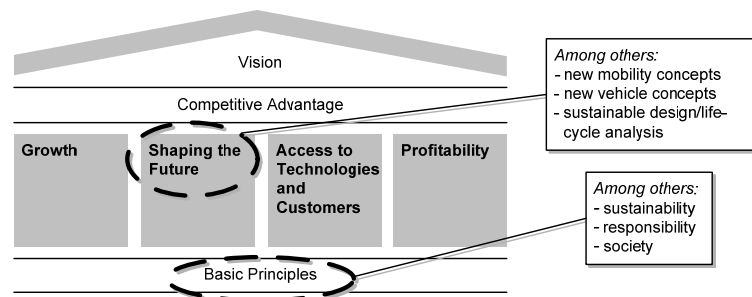 Vision
Competitive Advantage
Growth
Shaping the
Future
Access to
Technologies
and
Customers
Profitability
Basic Principles
Among others:
- new mobility concepts
- new vehicle concepts
- sustainable design/life-
cycle analysis
Among others:
- sustainability
- responsibility
- society